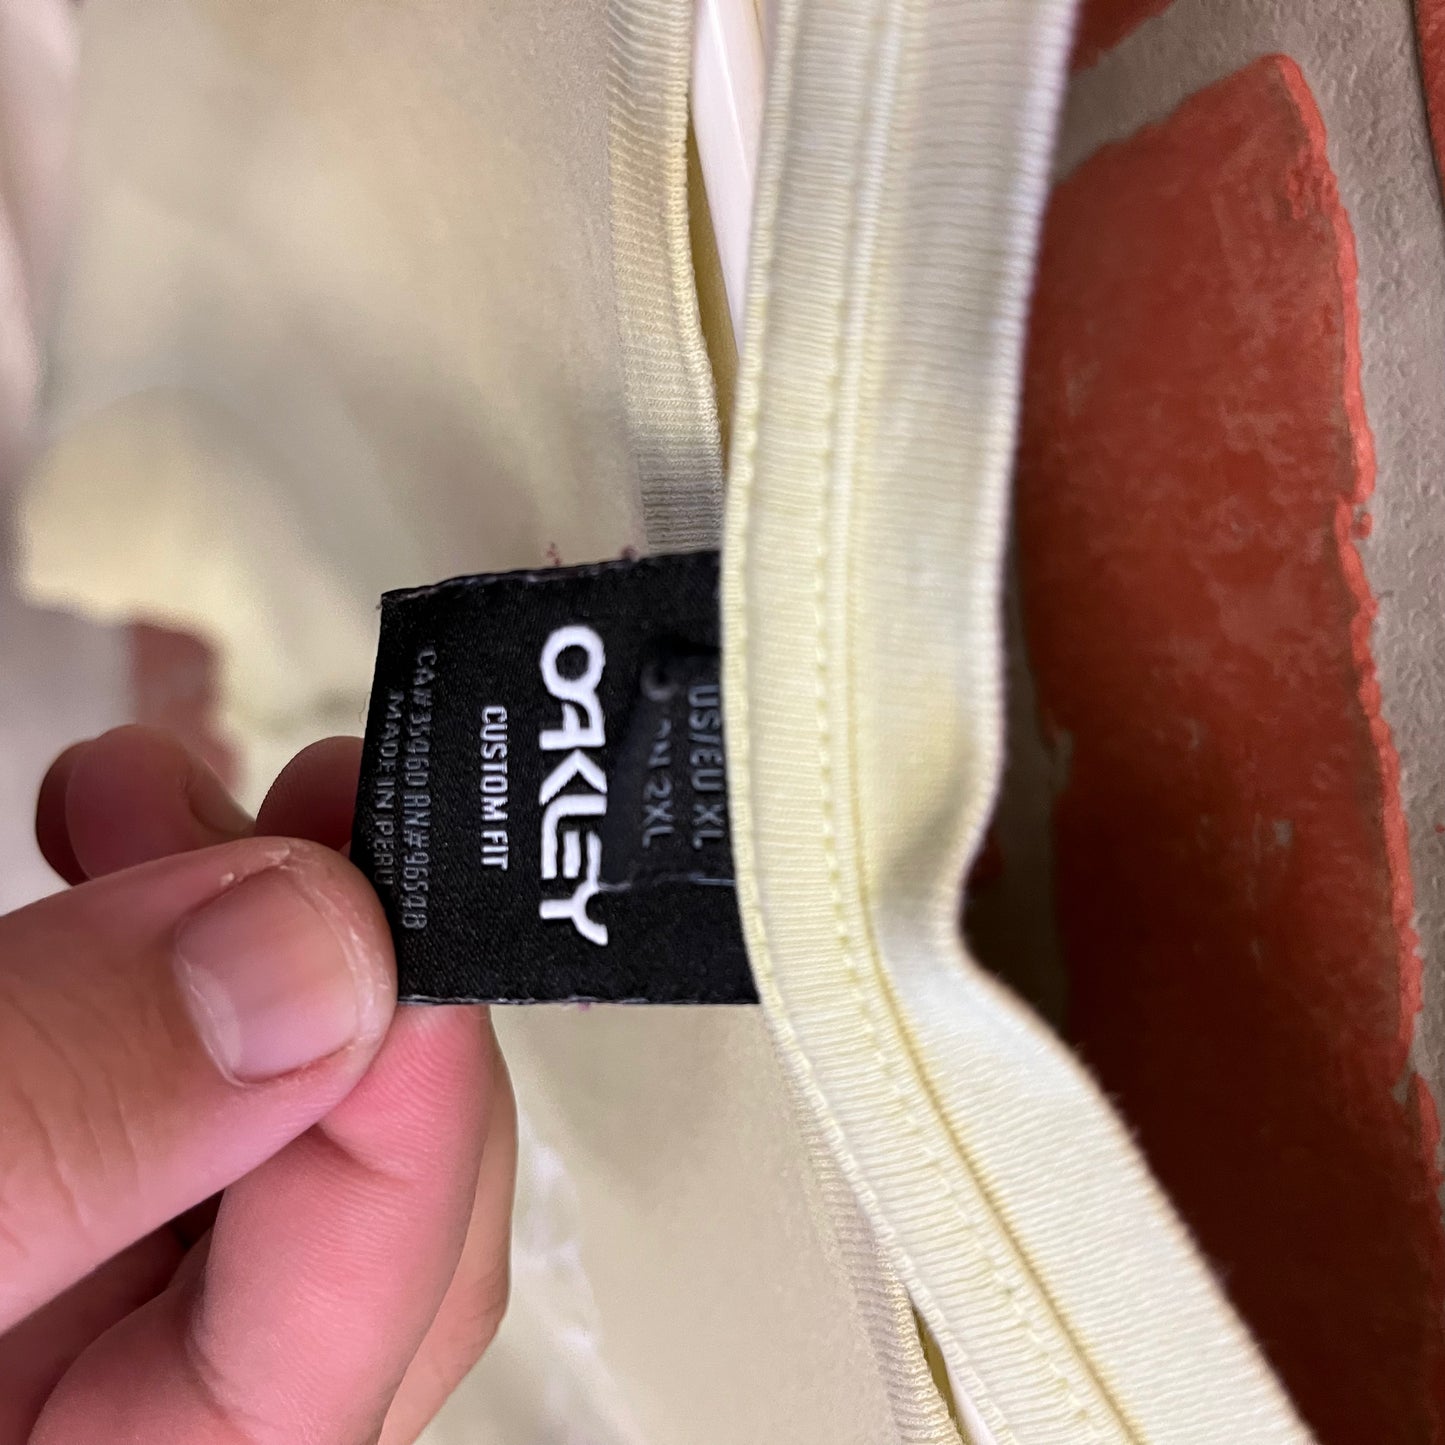 US/EU XL
2XL
OAKLEY
CUSTOM FIT
CA#35960 RN#96548
MADE IN PERU